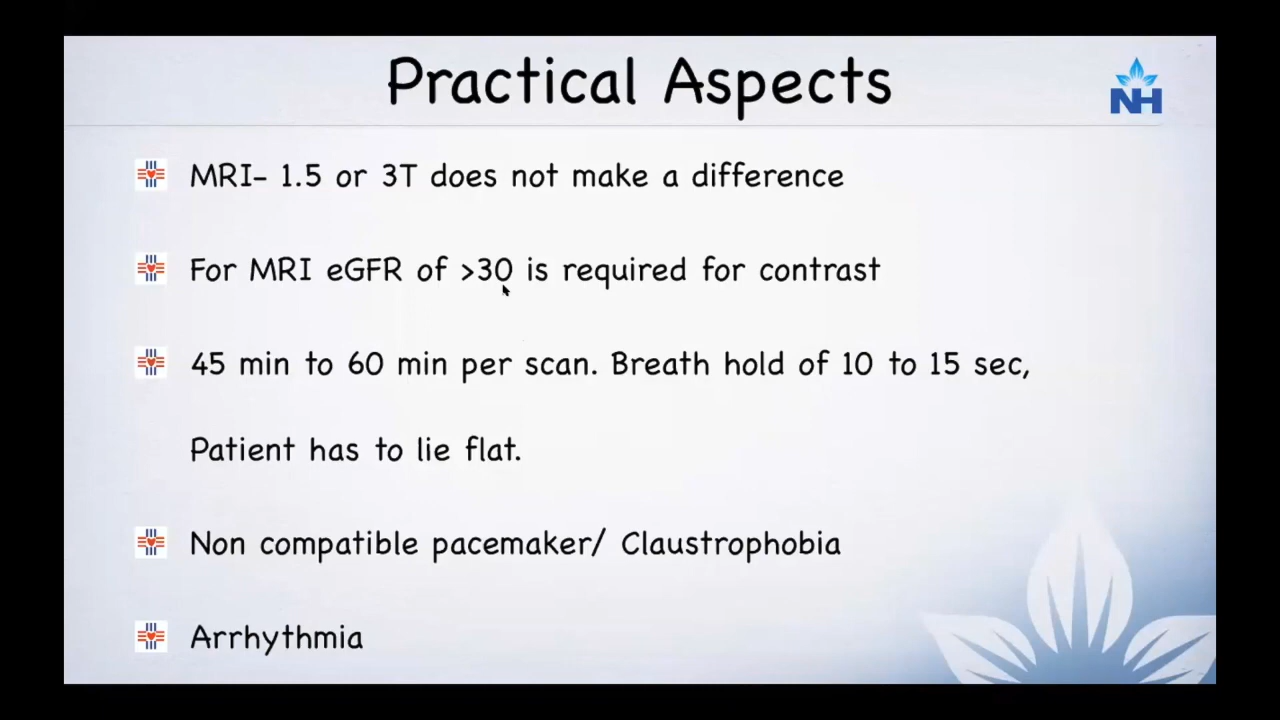 Practical Aspects
NH
MRI- 1.5 or 3T does not make a difference
For MRI eGFR of >30 is required for contrast
45 min to 60 min per scan. Breath hold of 10 to 15 sec,
Patient has to lie flat.
Non compatible pacemaker/ Claustrophobia
Arrhythmia